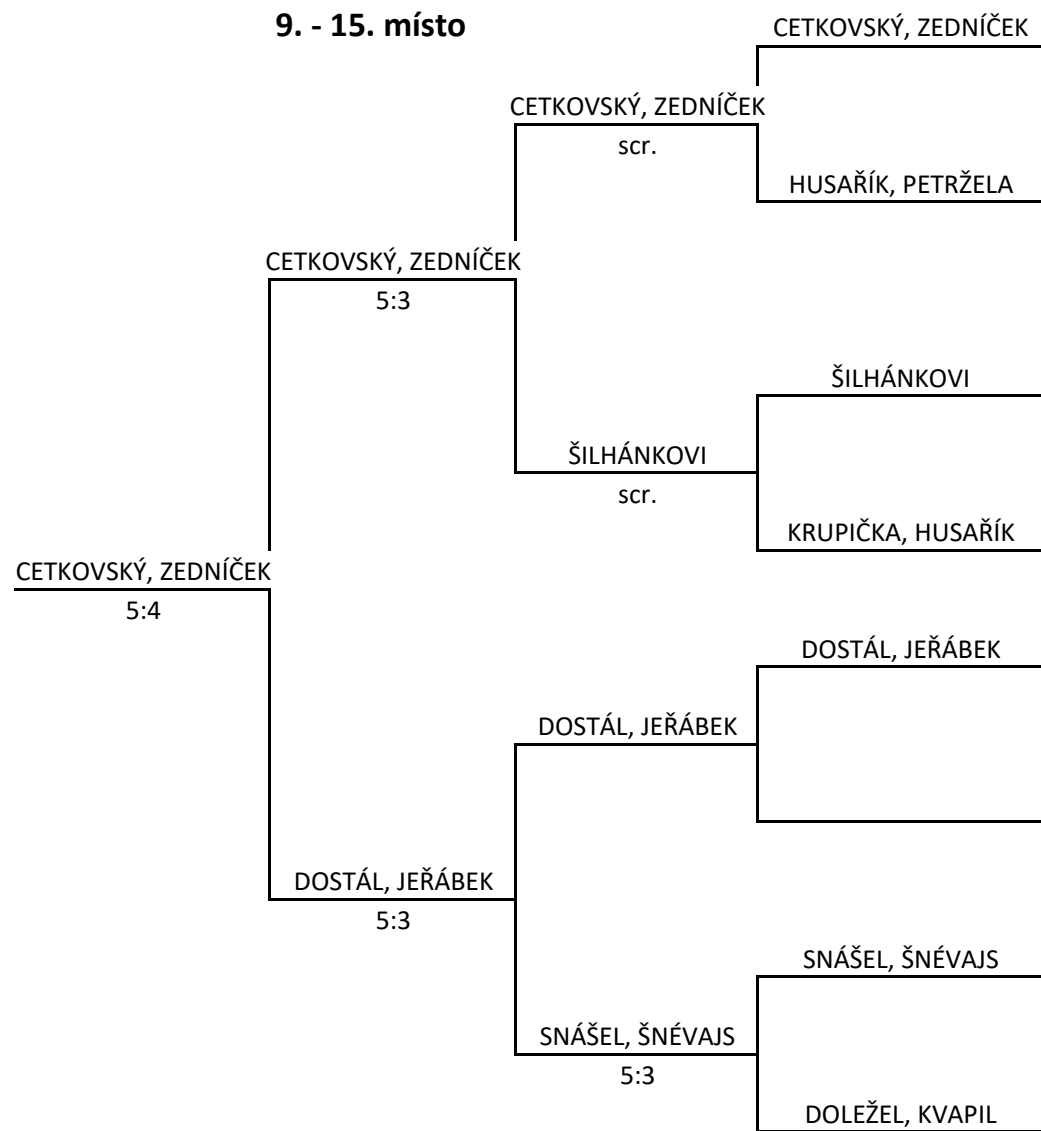 9. - 15. místo
CETKOVSKÝ, ZEDNÍČEK
CETKOVSKÝ, ZEDNÍČEK
scr.
HUSAŘÍK, PETRŽELA
CETKOVSKÝ, ZEDNÍČEK
5:3
ŠILHÁNKOVI
ŠILHÁNKOVI
scr.
KRUPIČKA, HUSAŘÍK
CETKOVSKÝ, ZEDNÍČEK
5:4
DOSTÁL, JEŘÁBEK
DOSTÁL, JEŘÁBEK
DOSTÁL, JEŘÁBEK
5:3
SNÁŠEL, ŠNÉVAJS
SNÁŠEL, ŠNÉVAJS
5:3
DOLEŽEL, KVAPIL